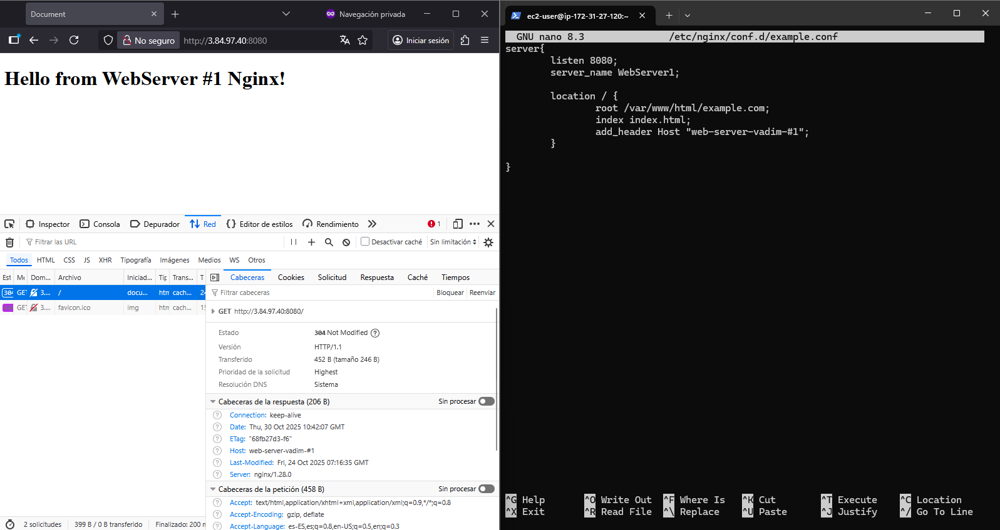 Document
Navegación privada
No seguro
http://3.84.97.40:8080
Iniciar sesión
Hello from WebServer #1 Nginx!
Inspector
Consola
Depurador
Red
Editor de estilos
Rendimiento
1
Filtrar las URL
Desactivar caché
Sin limitación
Todos
HTML
CSS
JS
XHR
Tipografía
Imágenes
Medios
WS
Otros
Est
Mé
Dom...
Archivo
Iniciad...
Tip
Trans...
T
304 GET 3.... / docu... htm cach... 24
GET 3.... favicon.ico img htm cach... 15
Cabeceras
Cookies
Solicitud
Respuesta
Caché
Tiempos
Filtrar cabeceras
Bloquear
Reenviar
GET http://3.84.97.40:8080/
Estado 304 Not Modified
Versión HTTP/1.1
Transferido 452 B (tamaño 246 B)
Prioridad de la solicitud Highest
Resolución DNS Sistema
Cabeceras de la respuesta (206 B) Sin procesar
Connection: keep-alive
Date: Thu, 30 Oct 2025 10:42:07 GMT
ETag: "68fb27d3-f6"
Host: web-server-vadim-#1
Last-Modified: Fri, 24 Oct 2025 07:16:35 GMT
Server: nginx/1.28.0
Cabeceras de la petición (458 B) Sin procesar
Accept: text/html,application/xhtml+xml,application/xml;q=0.9,*/*;q=0.8
Accept-Encoding: gzip, deflate
Accept-Language: es-ES,es;q=0.8,en-US;q=0.5,en;q=0.3
2 solicitudes
399 B / 0 B transferido
Finalizado: 200 m
ec2-user@ip-172-31-27-120:~
GNU nano 8.3 /etc/nginx/conf.d/example.conf
server{
listen 8080;
server_name WebServer1;
location / {
root /var/www/html/example.com;
index index.html;
add_header Host "web-server-vadim-#1";
}
}
^G Help ^O Write Out ^F Where Is ^K Cut ^T Execute ^C Location
^X Exit ^R Read File ^\ Replace ^U Paste ^J Justify ^/ Go To Line